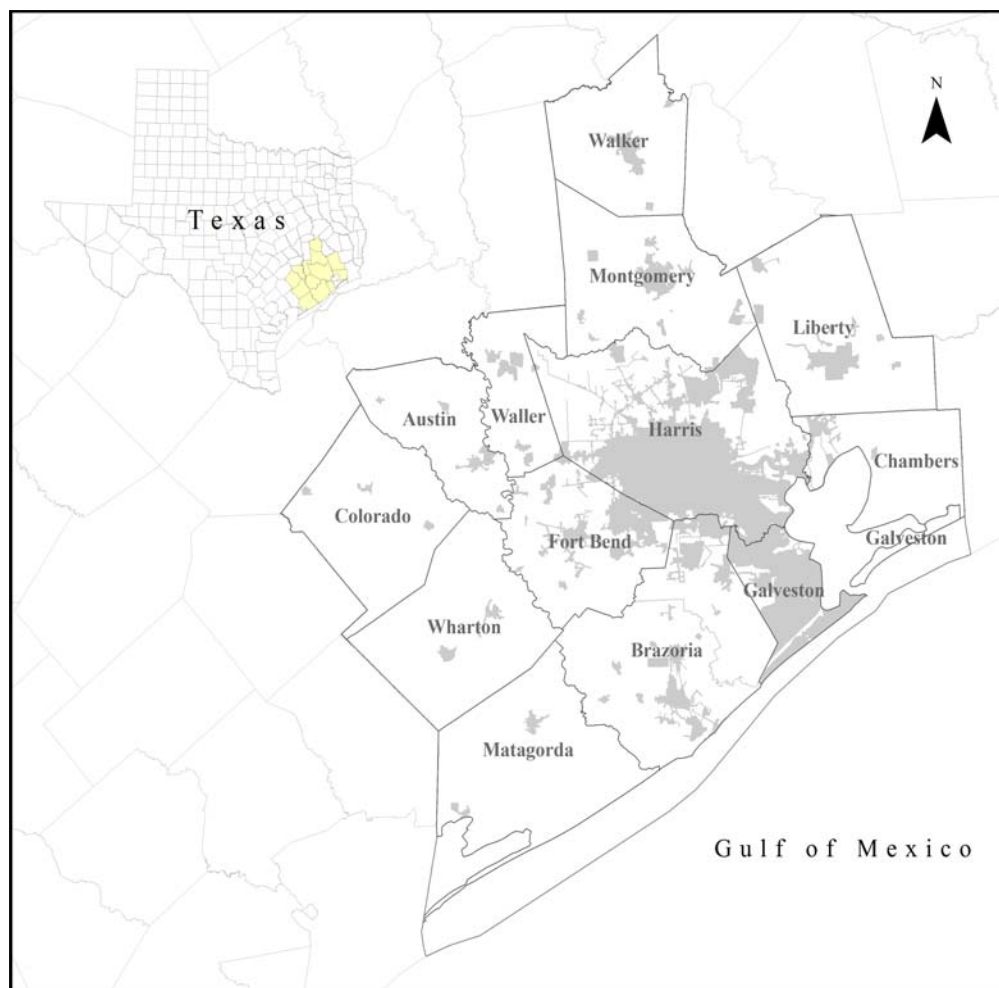 N
Walker
Texas
Montgomery
Liberty
Austin
Waller
Harris
Chambers
Colorado
Fort Bend
Galveston
Galveston
Wharton
Brazoria
Matagorda
Gulf of Mexico